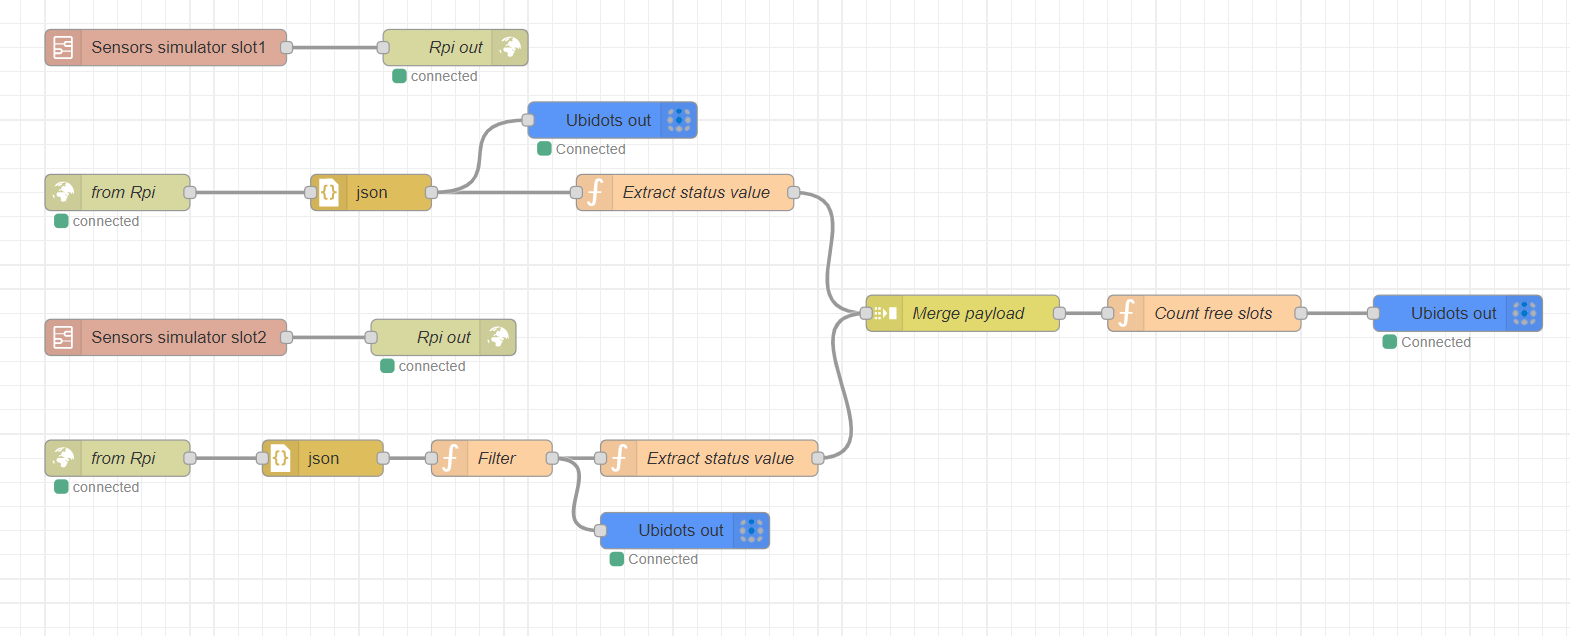 Sensors simulator slot1
Rpi out
connected
Ubidots out
Connected
from Rpi
connected
json
Extract status value
Sensors simulator slot2
Rpi out
connected
Merge payload
Count free slots
Ubidots out
Connected
from Rpi
connected
json
Filter
Extract status value
Ubidots out
Connected